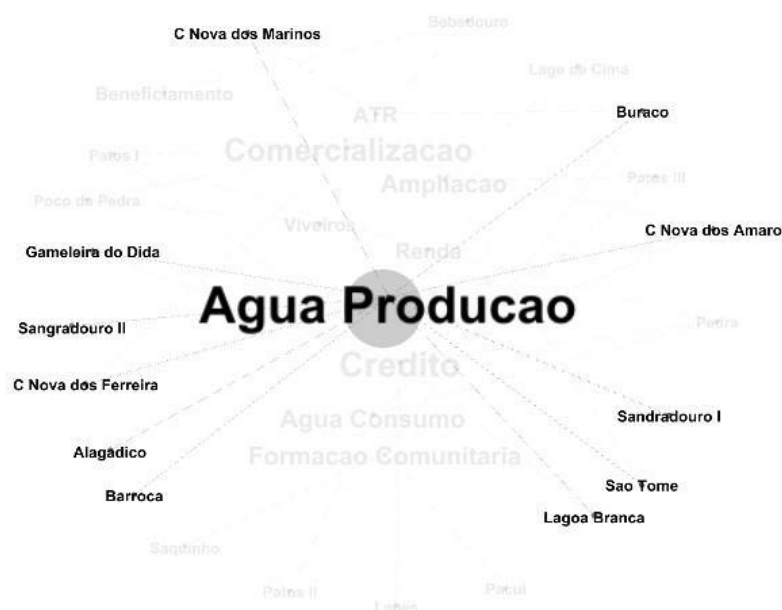 Bebedouro
C Nova dos Marinos
Lago de Cima
Beneficiamento
Buraco
ATR
Comercializacao
Patos I
Patos III
Ampliacao
Poco de Pedra
Viveiros
C Nova dos Amaro
Gameleira do Dida
Renda
Agua Producao
Pedra
Sangradouro II
Credito
C Nova dos Ferreira
Sandradouro I
Agua Consumo
Alagadico
Formacao Comunitaria
Sao Tome
Barroca
Lagoa Branca
Saquinho
Patos II
Pacui
Lages